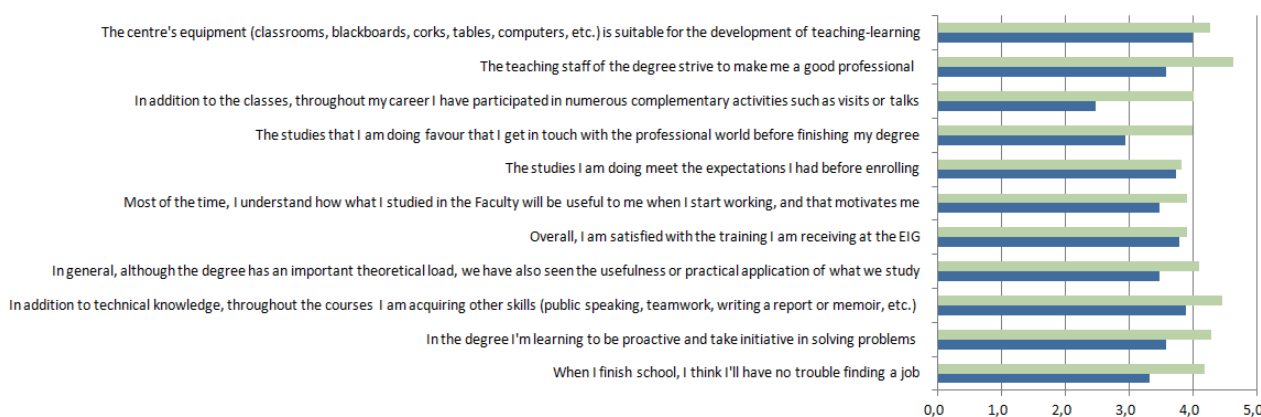 The centre's equipment (classrooms, blackboards, corks, tables, computers, etc.) is suitable for the development of teaching-learning
The teaching staff of the degree strive to make me a good professional
In addition to the classes, throughout my career I have participated in numerous complementary activities such as visits or talks
The studies that I am doing favour that I get in touch with the professional world before finishing my degree
The studies I am doing meet the expectations I had before enrolling
Most of the time, I understand how what I studied in the Faculty will be useful to me when I start working, and that motivates me
Overall, I am satisfied with the training I am receiving at the EIG
In general, although the degree has an important theoretical load, we have also seen the usefulness or practical application of what we study
In addition to technical knowledge, throughout the courses I am acquiring other skills (public speaking, teamwork, writing a report or memoir, etc.)
In the degree I'm learning to be proactive and take initiative in solving problems
When I finish school, I think I'll have no trouble finding a job
0,0 1,0 2,0 3,0 4,0 5,0